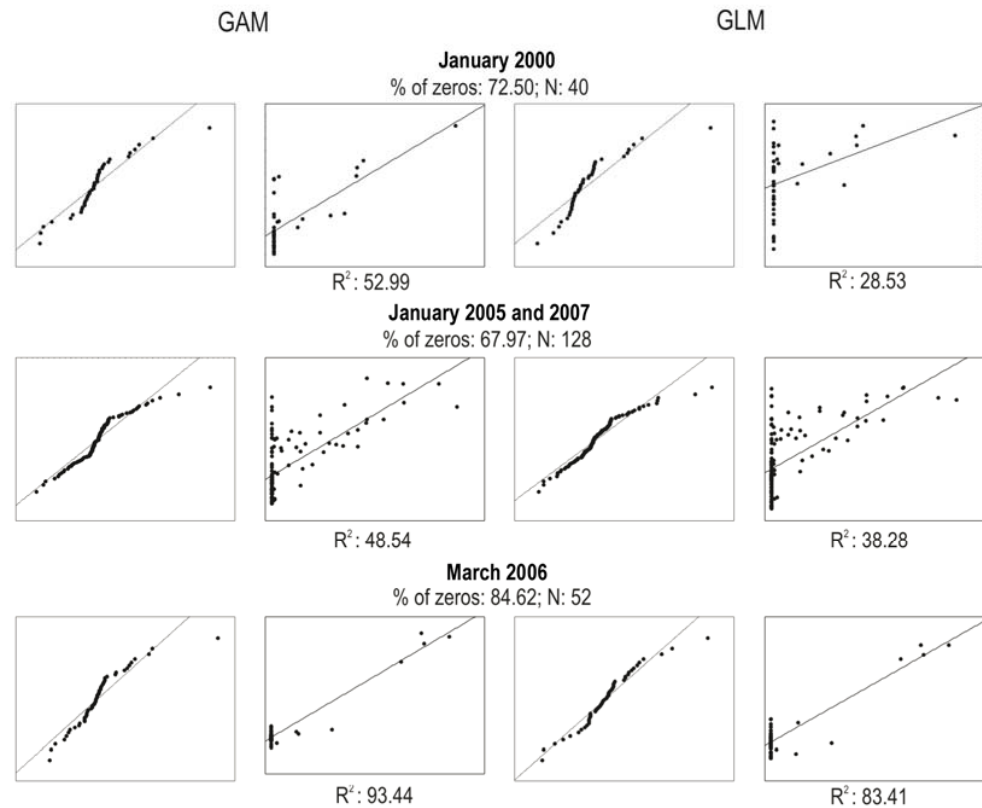 GAM GLM
January 2000
% of zeros: 72.50; N: 40
R²: 52.99 R²: 28.53
January 2005 and 2007
% of zeros: 67.97; N: 128
R²: 48.54 R²: 38.28
March 2006
% of zeros: 84.62; N: 52
R²: 93.44 R²: 83.41